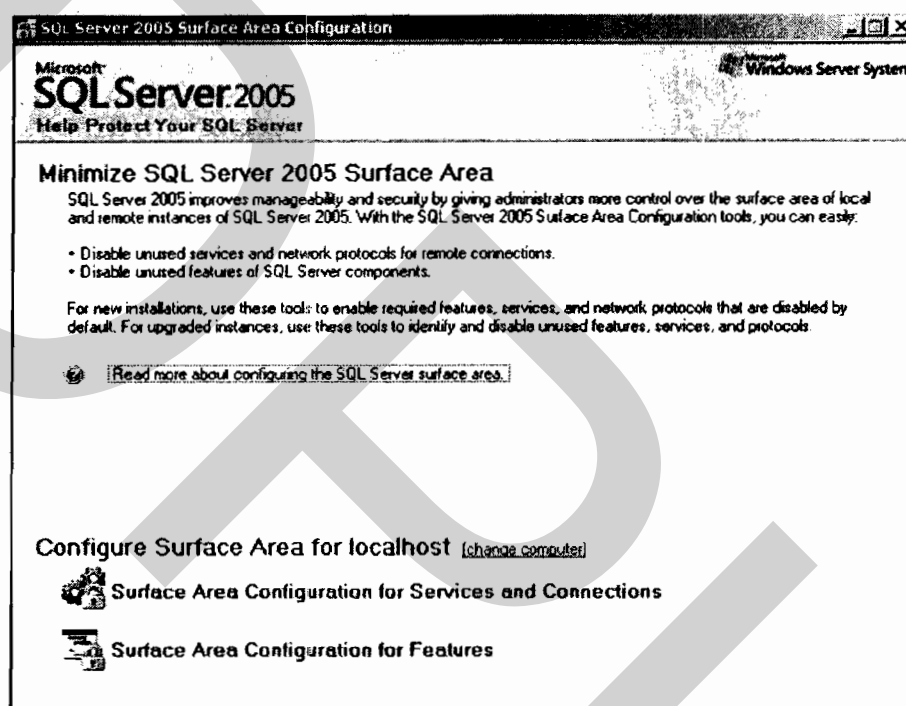 SQL Server 2005 Surface Area Configuration
Microsoft
SQL Server 2005
Help Protect Your SQL Server
Microsoft
Windows Server System
Minimize SQL Server 2005 Surface Area
SQL Server 2005 improves manageability and security by giving administrators more control over the surface area of local
and remote instances of SQL Server 2005. With the SQL Server 2005 Surface Area Configuration tools, you can easily:
• Disable unused services and network protocols for remote connections.
• Disable unused features of SQL Server components.
For new installations, use these tools to enable required features, services, and network protocols that are disabled by
default. For upgraded instances, use these tools to identify and disable unused features, services, and protocols.
Read more about configuring the SQL Server surface area.
Configure Surface Area for localhost [change computer]
Surface Area Configuration for Services and Connections
Surface Area Configuration for Features